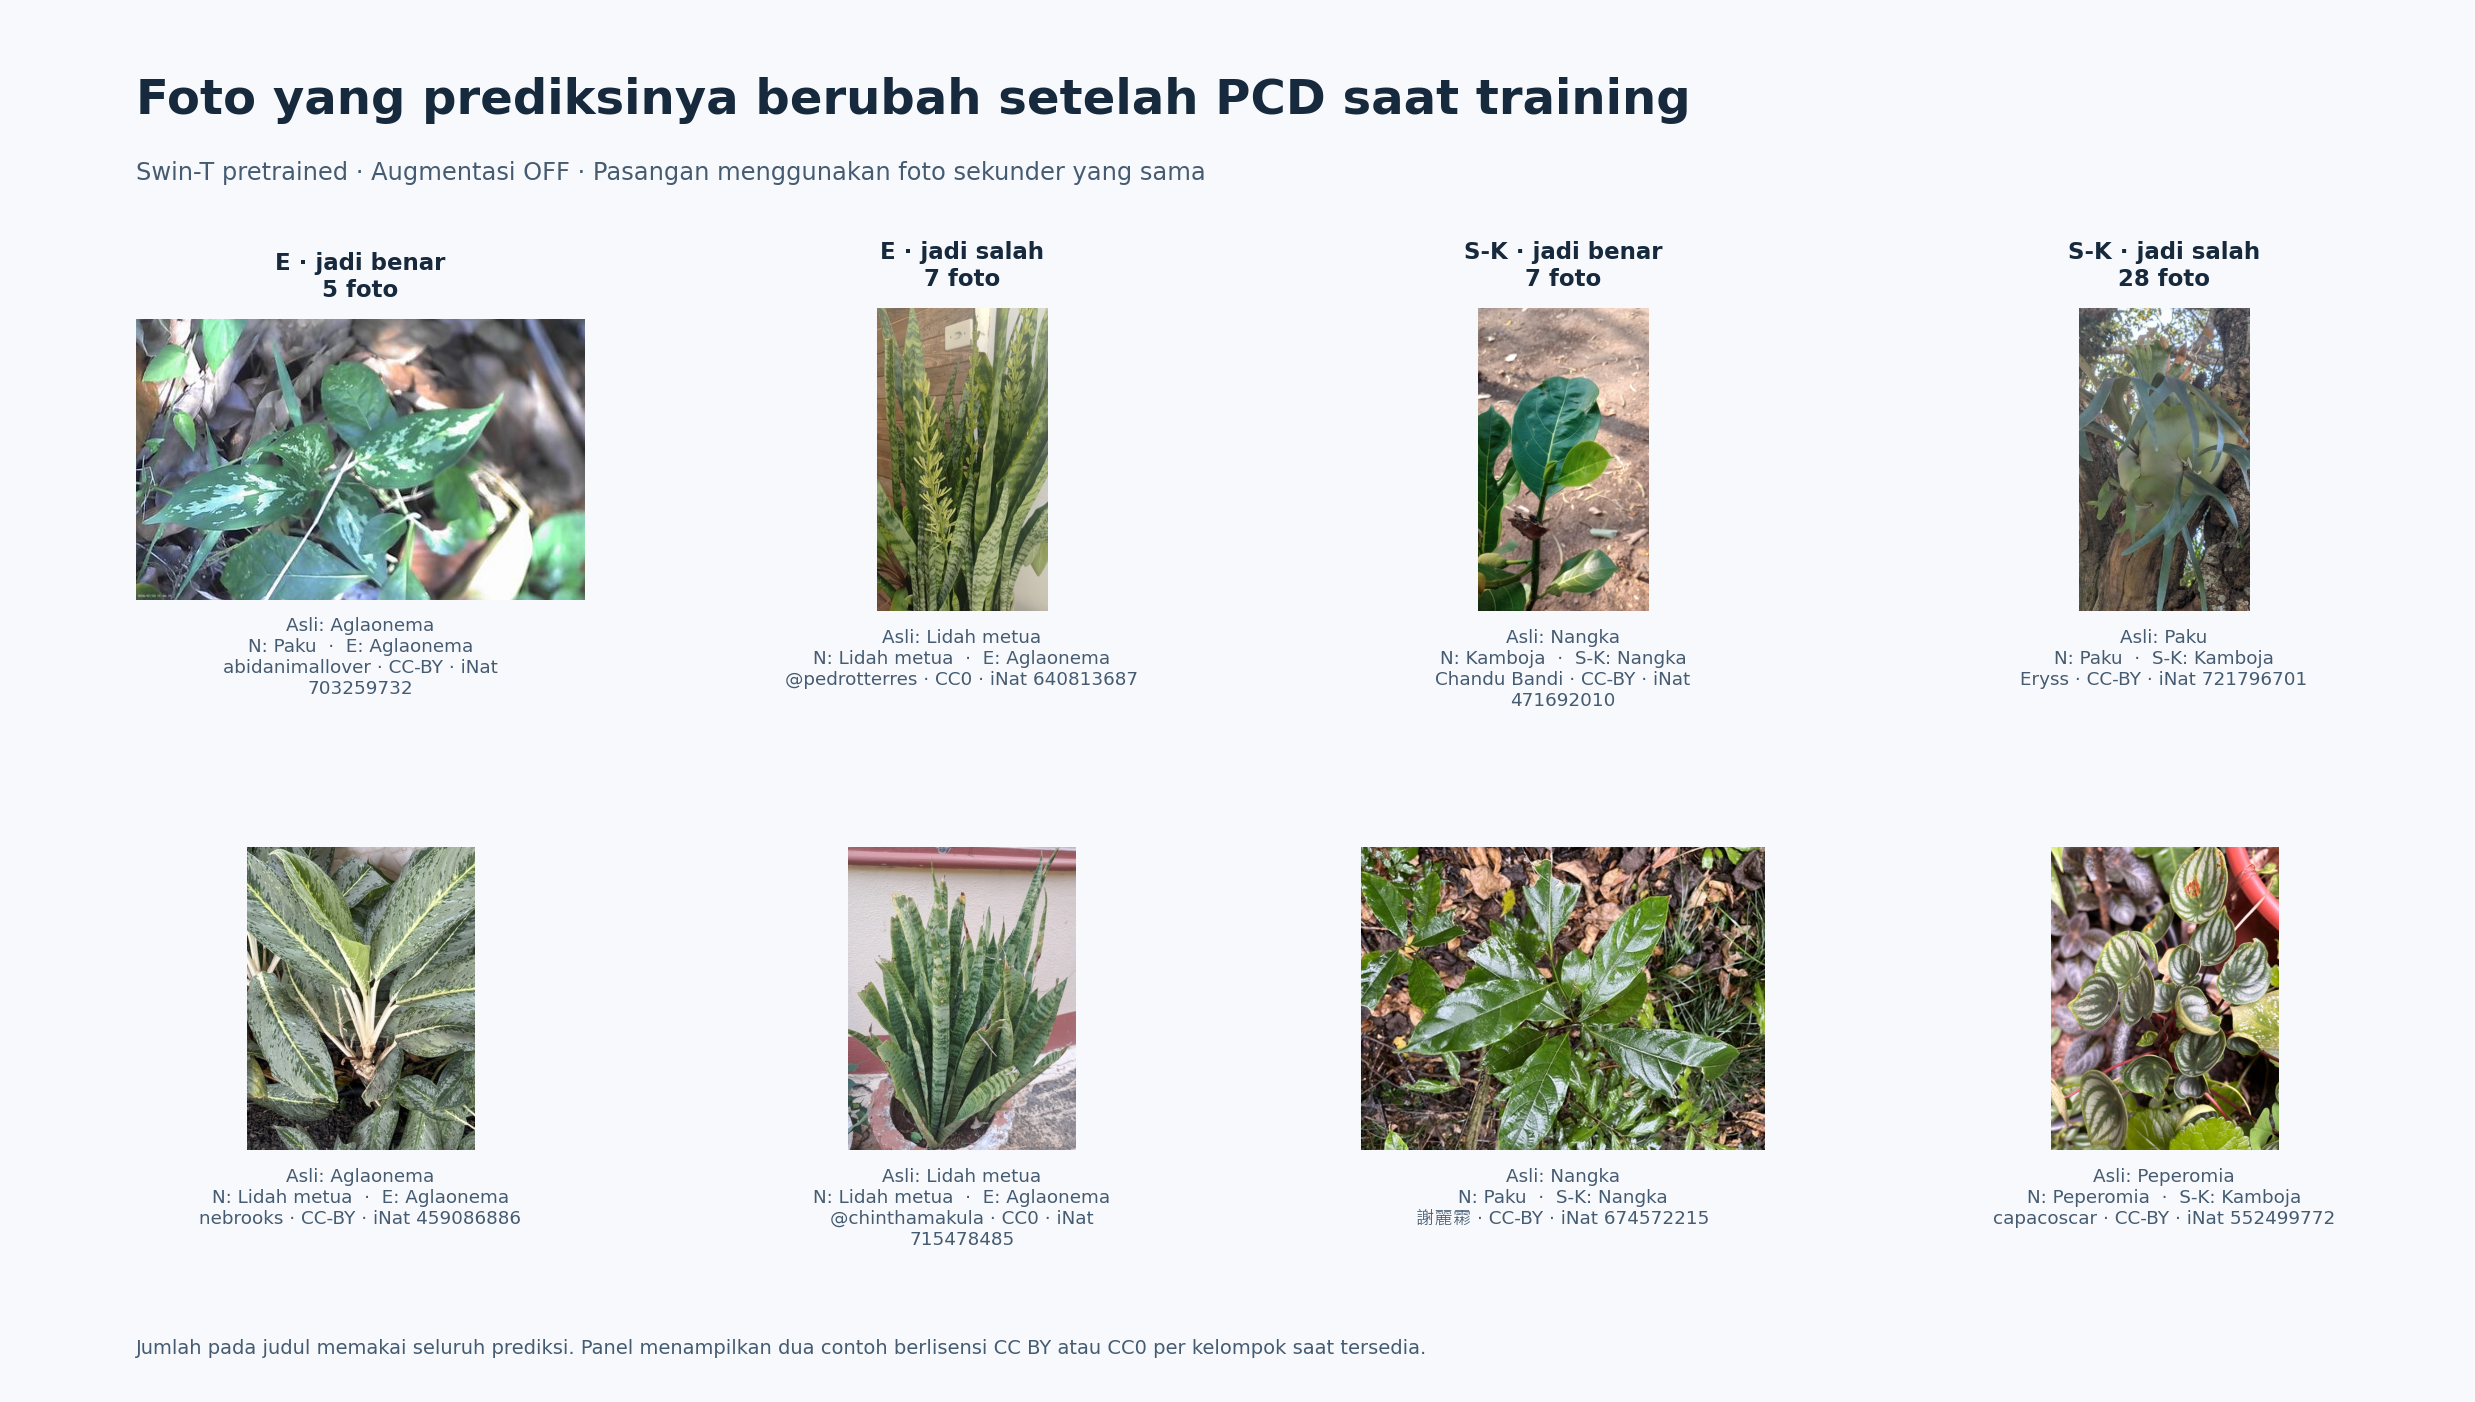 Foto yang prediksinya berubah setelah PCD saat training
Swin-T pretrained · Augmentasi OFF · Pasangan menggunakan foto sekunder yang sama
E · jadi benar
5 foto
E · jadi salah
7 foto
S-K · jadi benar
7 foto
S-K · jadi salah
28 foto
Asli: Aglaonema
N: Paku · E: Aglaonema
abidanimallover · CC-BY · iNat
703259732
Asli: Lidah metua
N: Lidah metua · E: Aglaonema
@pedrotterres · CC0 · iNat 640813687
Asli: Nangka
N: Kamboja · S-K: Nangka
Chandu Bandi · CC-BY · iNat
471692010
Asli: Paku
N: Paku · S-K: Kamboja
Eryss · CC-BY · iNat 721796701
Asli: Aglaonema
N: Lidah metua · E: Aglaonema
nebrooks · CC-BY · iNat 459086886
Asli: Lidah metua
N: Lidah metua · E: Aglaonema
@chinthamakula · CC0 · iNat
715478485
Asli: Nangka
N: Paku · S-K: Nangka
謝麗霧 · CC-BY · iNat 674572215
Asli: Peperomia
N: Peperomia · S-K: Kamboja
capacoscar · CC-BY · iNat 552499772
Jumlah pada judul memakai seluruh prediksi. Panel menampilkan dua contoh berlisensi CC BY atau CC0 per kelompok saat tersedia.